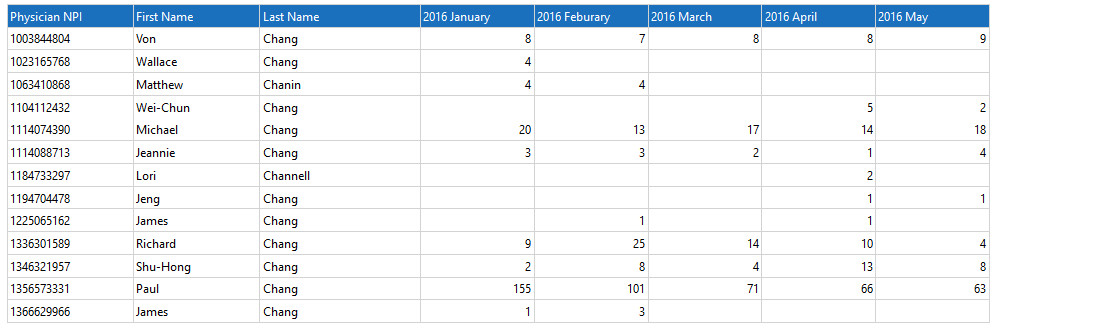 Physician NPI First Name Last Name 2016 January 2016 Feburary 2016 March 2016 April 2016 May
1003844804 Von Chang 8 7 8 8 9
1023165768 Wallace Chang 4
1063410868 Matthew Chanin 4 4
1104112432 Wei-Chun Chang 5 2
1114074390 Michael Chang 20 13 17 14 18
1114088713 Jeannie Chang 3 3 2 1 4
1184733297 Lori Channell 2
1194704478 Jeng Chang 1 1
1225065162 James Chang 1 1
1336301589 Richard Chang 9 25 14 10 4
1346321957 Shu-Hong Chang 2 8 4 13 8
1356573331 Paul Chang 155 101 71 66 63
1366629966 James Chang 1 3